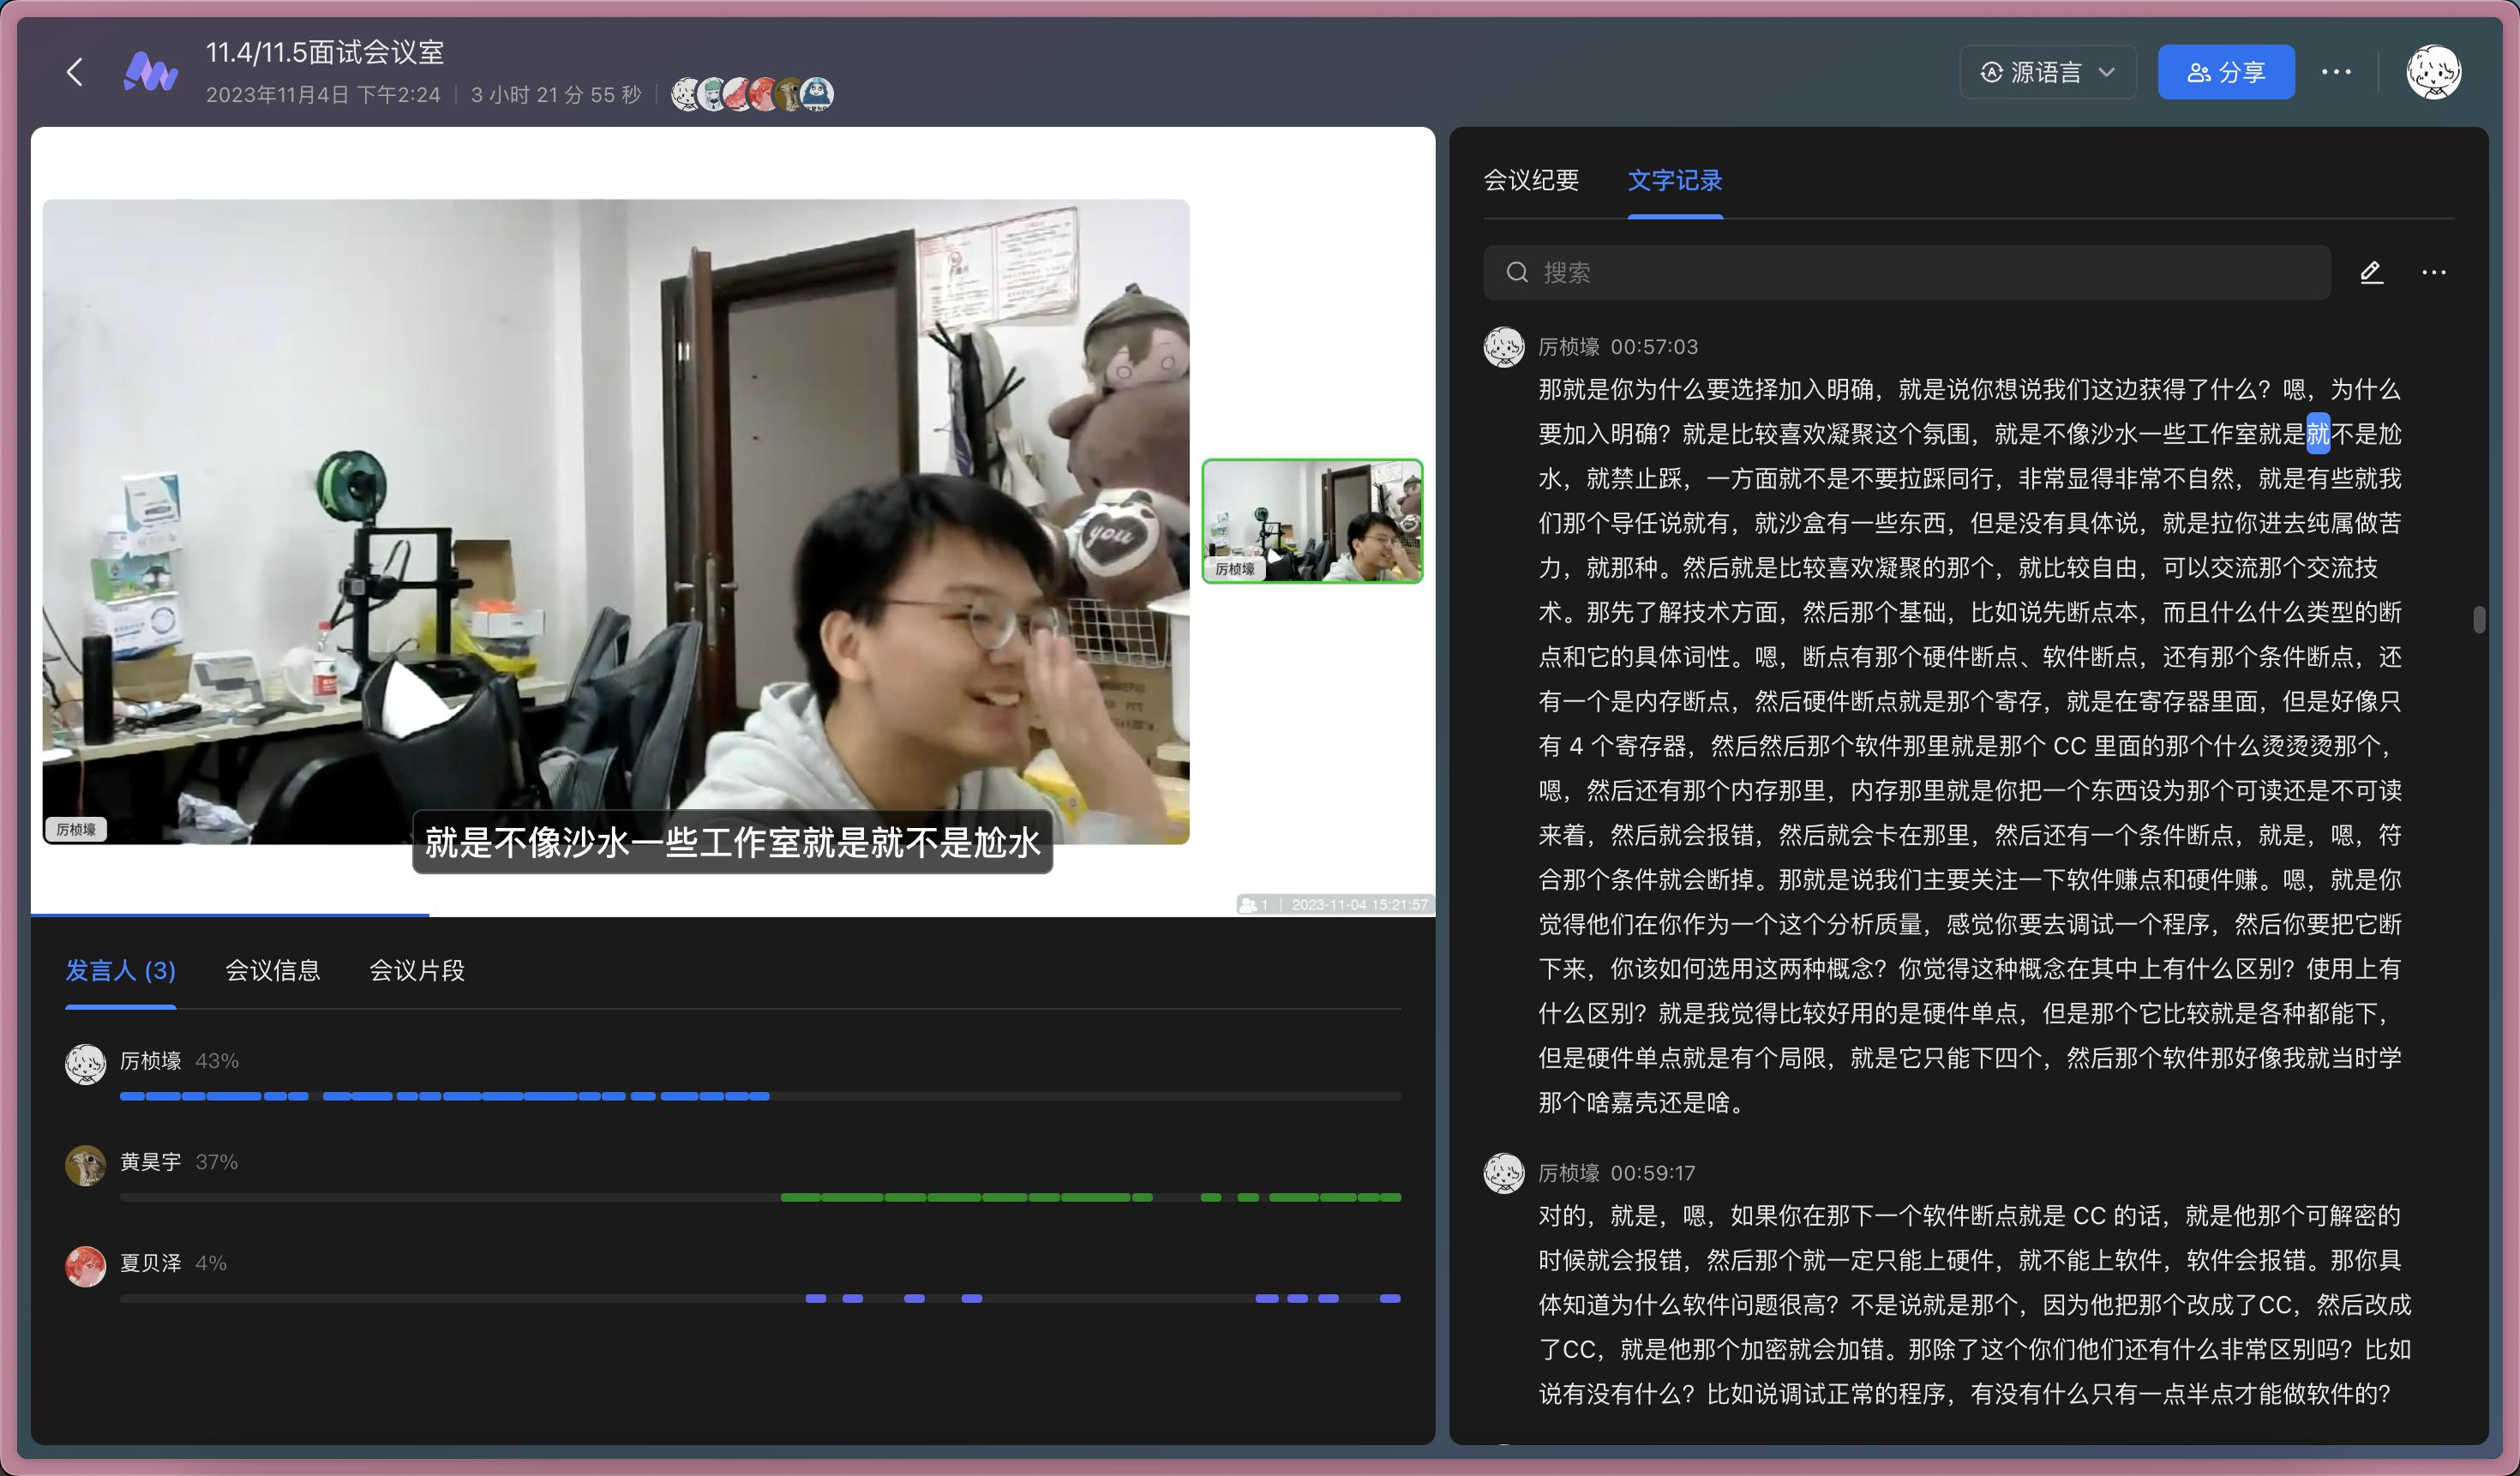 11.4/11.5面试会议室
2023年11月4日 下午2:24
3 小时 21 分 55 秒
源语言
分享
you
厉桢壕
厉桢壕
就是不像沙水一些工作室就是就不是尬水
1
2023-11-04 15:21:57
发言人 (3)
会议信息
会议片段
厉桢壕 43%
黄昊宇 37%
夏贝泽 4%
会议纪要
文字记录
搜索
厉桢壕 00:57:03
那就是你为什么要选择加入明确，就是说你想说我们这边获得了什么？嗯，为什么
要加入明确？就是比较喜欢凝聚这个氛围，就是不像沙水一些工作室就是就不是尬
水，就禁止踩，一方面就不是不要拉踩同行，非常显得非常不自然，就是有些就我
们那个导任说就有，就沙盒有一些东西，但是没有具体说，就是拉你进去纯属做苦
力，就那种。然后就是比较喜欢凝聚的那个，就比较自由，可以交流那个交流技
术。那先了解技术方面，然后那个基础，比如说先断点本，而且什么什么类型的断
点和它的具体词性。嗯，断点有那个硬件断点、软件断点，还有那个条件断点，还
有一个是内存断点，然后硬件断点就是那个寄存，就是在寄存器里面，但是好像只
有 4 个寄存器，然后然后那个软件那里就是那个 CC 里面的那个什么烫烫烫那个，
嗯，然后还有那个内存那里，内存那里就是你把一个东西设为那个可读还是不可读
来着，然后就会报错，然后就会卡在那里，然后还有一个条件断点，就是，嗯，符
合那个条件就会断掉。那就是说我们主要关注一下软件赚点和硬件赚。嗯，就是你
觉得他们在你作为一个这个分析质量，感觉你要去调试一个程序，然后你要把它断
下来，你该如何选用这两种概念？你觉得这种概念在其中上有什么区别？使用上有
什么区别？就是我觉得比较好用的是硬件单点，但是那个它比较就是各种都能下，
但是硬件单点就是有个局限，就是它只能下四个，然后那个软件那好像我就当时学
那个啥嘉壳还是啥。
厉桢壕 00:59:17
对的，就是，嗯，如果你在那下一个软件断点就是 CC 的话，就是他那个可解密的
时候就会报错，然后那个就一定只能上硬件，就不能上软件，软件会报错。那你具
体知道为什么软件问题很高？不是说就是那个，因为他把那个改成了CC，然后改成
了CC，就是他那个加密就会加错。那除了这个你们他们还有什么非常区别吗？比如
说有没有什么？比如说调试正常的程序，有没有什么只有一点半点才能做软件的？